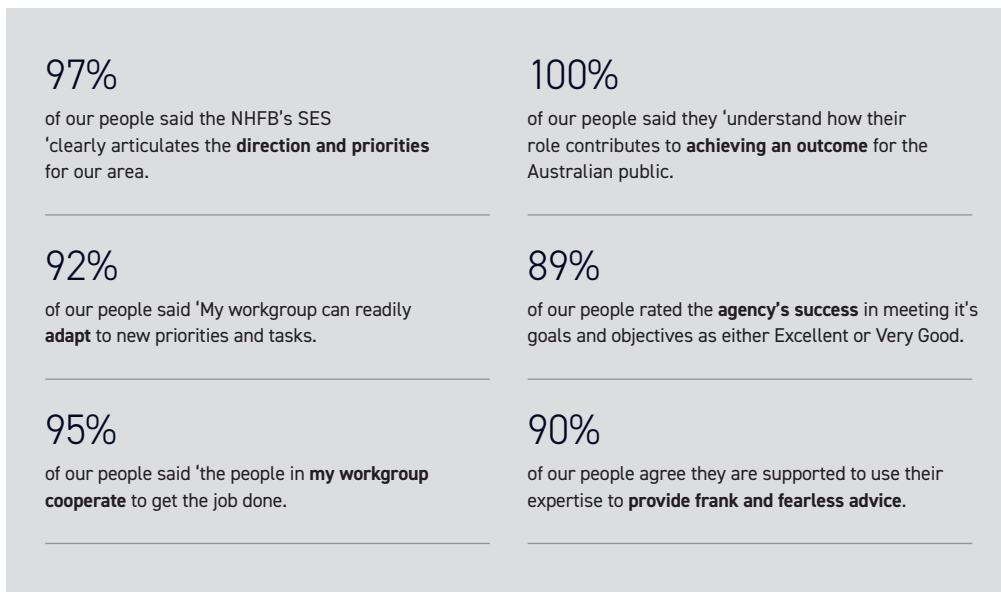 97%
of our people said the NHFB's SES
‘clearly articulates the direction and priorities
for our area.
100%
of our people said they ‘understand how their
role contributes to achieving an outcome for the
Australian public.
92%
of our people said ‘My workgroup can readily
adapt to new priorities and tasks.
89%
of our people rated the agency’s success in meeting it’s
goals and objectives as either Excellent or Very Good.
95%
of our people said ‘the people in my workgroup
cooperate to get the job done.
90%
of our people agree they are supported to use their
expertise to provide frank and fearless advice.